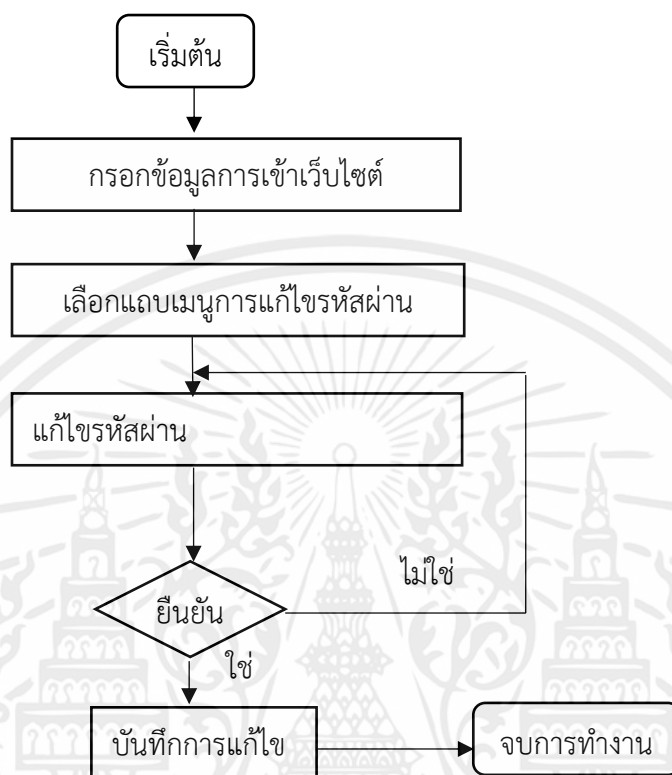 เริ่มต้น
กรอกข้อมูลการเข้าเว็บไซต์
เลือกแถบเมนูการแก้ไขรหัสผ่าน
แก้ไขรหัสผ่าน
ไม่ใช่
ยืนยัน
ใช่
บันทึกการแก้ไข
จบการทำงาน